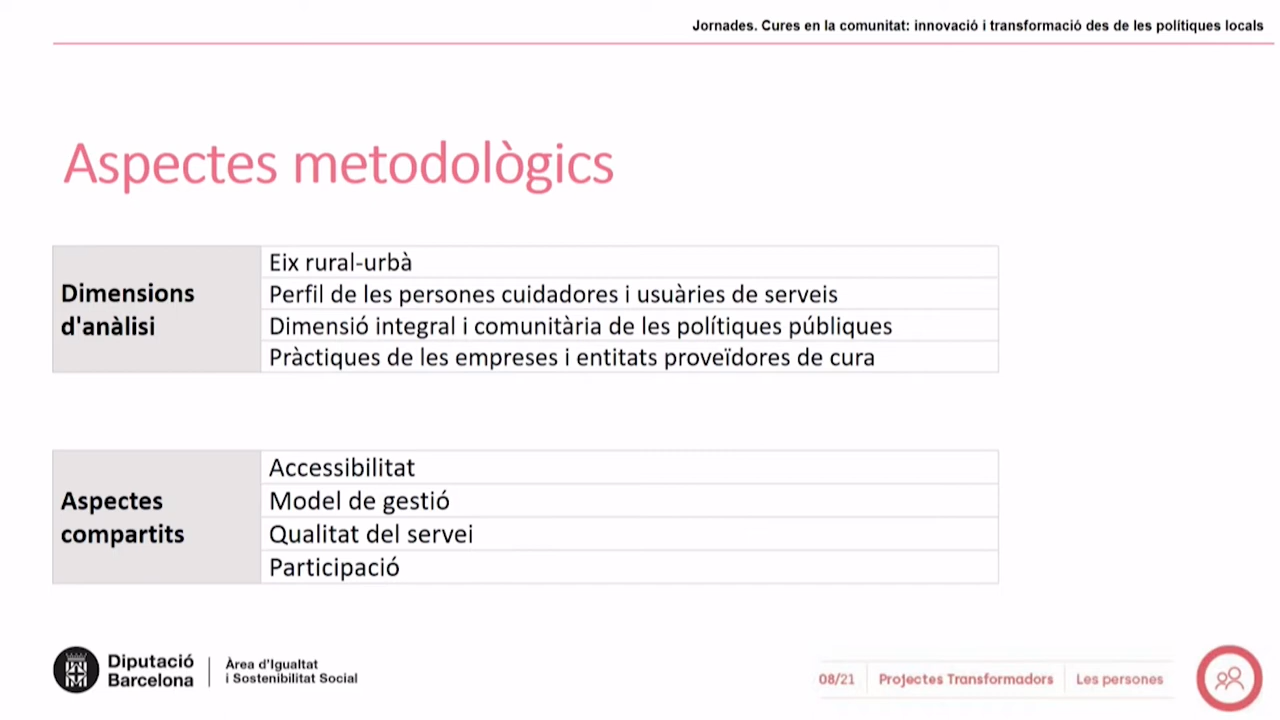 Jornades. Cures en la comunitat: innovació i transformació des de les polítiques locals
Aspectes metodològics
Dimensions
d'anàlisi
Eix rural-urbà
Perfil de les persones cuidadores i usuàries de serveis
Dimensió integral i comunitària de les polítiques públiques
Pràctiques de les empreses i entitats proveïdores de cura
Aspectes
compartits
Accessibilitat
Model de gestió
Qualitat del servei
Participació
Diputació
Barcelona
Àrea d'Igualtat
i Sostenibilitat Social
08/21
Projectes Transformadors
Les persones